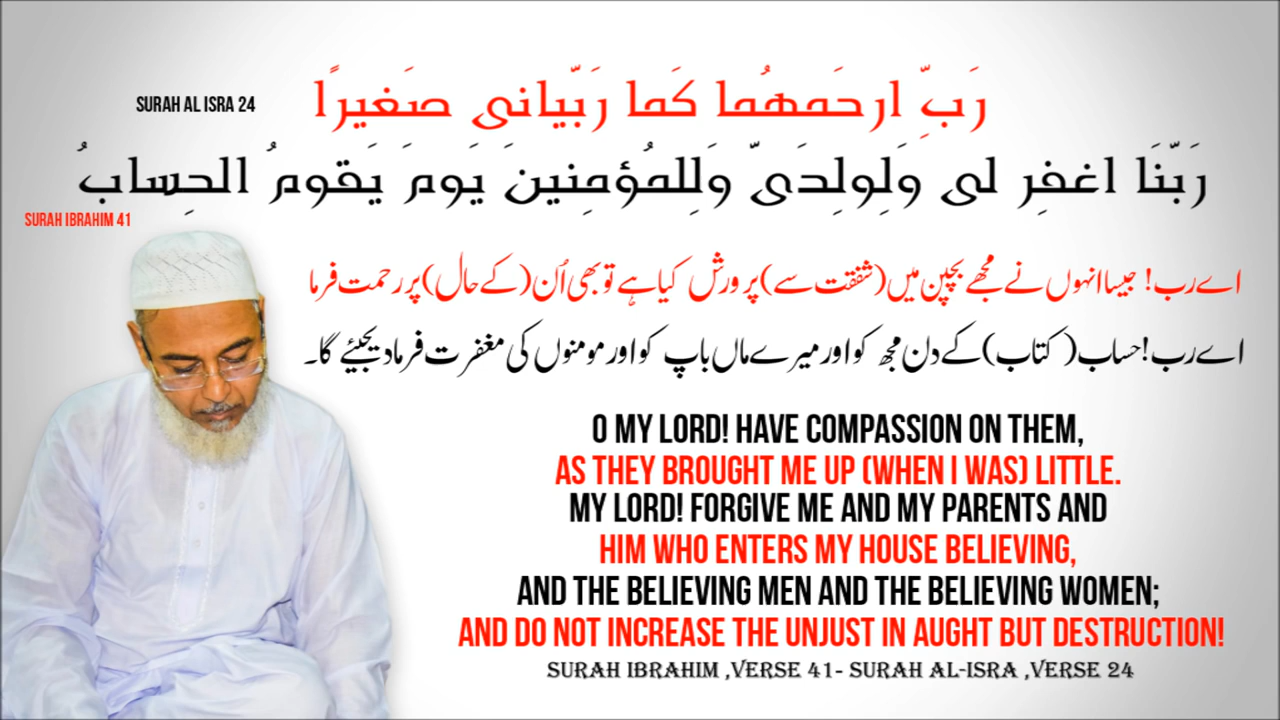 SURAH AL ISRA 24
رَبِّ ارحَمهُما كَما رَبَّيانى صَغيرًا
رَبَّنَا اغفِر لى وَلِولِدَىَّ وَلِلمُؤمِنينَ يَومَ يَقومُ الحِسابُ
SURAH IBRAHIM 41
اے رب! جیسا انہوں نے مجھے بچپن میں (شفقت سے) پرورش کیا ہے تو بھی اُن (کے حال) پر رحمت فرما
اے رب! حساب (کتاب) کے دن مجھ کو اور میرے ماں باپ کو اور مومنوں کی مغفرت فرما دیجیئے گا۔
O MY LORD! HAVE COMPASSION ON THEM,
AS THEY BROUGHT ME UP (WHEN I WAS) LITTLE.
MY LORD! FORGIVE ME AND MY PARENTS AND
HIM WHO ENTERS MY HOUSE BELIEVING,
AND THE BELIEVING MEN AND THE BELIEVING WOMEN;
AND DO NOT INCREASE THE UNJUST IN AUGHT BUT DESTRUCTION!
SURAH IBRAHIM ,VERSE 41- SURAH AL-ISRA ,VERSE 24